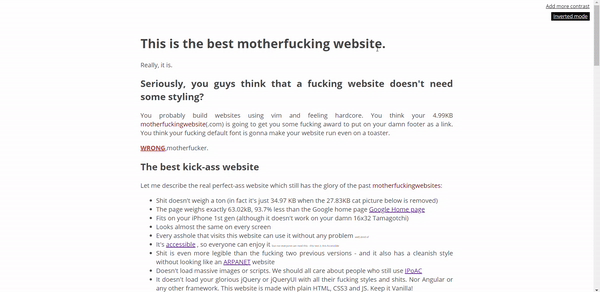 Add more contrast
Inverted mode
This is the best motherfucking website.
Really, it is.
Seriously, you guys think that a fucking website doesn't need
some styling?
You probably build websites using vim and feeling hardcore. You think your 4.99KB
motherfuckingwebsite(.com) is going to get you some fucking award to put on your damn footer as a link.
You think your fucking default font is gonna make your website run even on a toaster.
WRONG,motherfucker.
The best kick-ass website
Let me describe the real perfect-ass website which still has the glory of the past motherfuckingwebsites:
Shit doesn't weigh a ton (in fact it's just 34.97 KB when the 27.83KB cat picture below is removed)
The page weighs exactly 63.02kB, 93.7% less than the Google home page Google Home page
Fits on your iPhone 1st gen (although it doesn't work on your damn 16x32 Tamagotchi)
Looks almost the same on every screen
Every asshole that visits this website can use it without any problem
It's accessible , so everyone can enjoy it
Shit is even more legible than the fucking two previous versions - and it also has a cleanish style
without looking like an ARPANET website
Doesn't load massive images or scripts. We should all care about people who still use IPoAC
It doesn't load your glorious jQuery or jQueryUI with all their fucking styles and shits. Nor Angular or
any other framework. This website is made with plain HTML, CSS3 and JS. Keep it Vanilla!